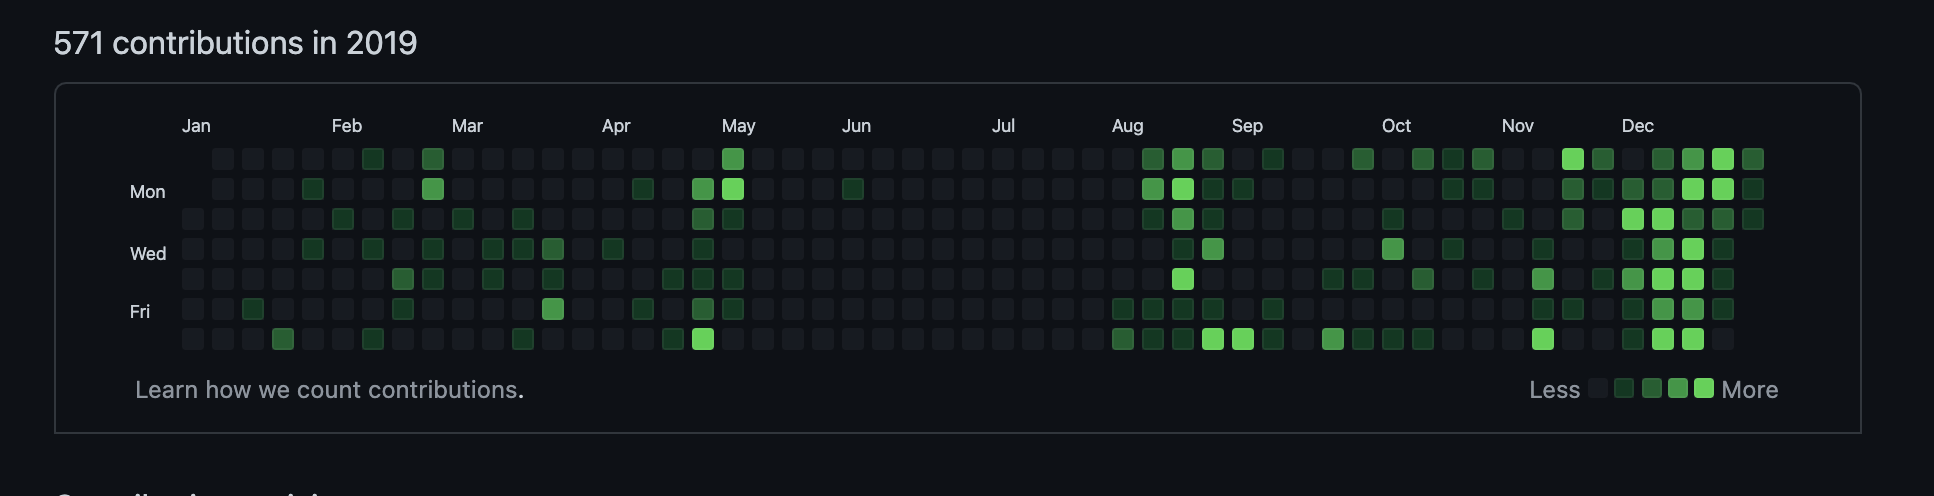 571 contributions in 2019
Jan Feb Mar Apr May Jun Jul Aug Sep Oct Nov Dec
Mon
Wed
Fri
Learn how we count contributions. Less More